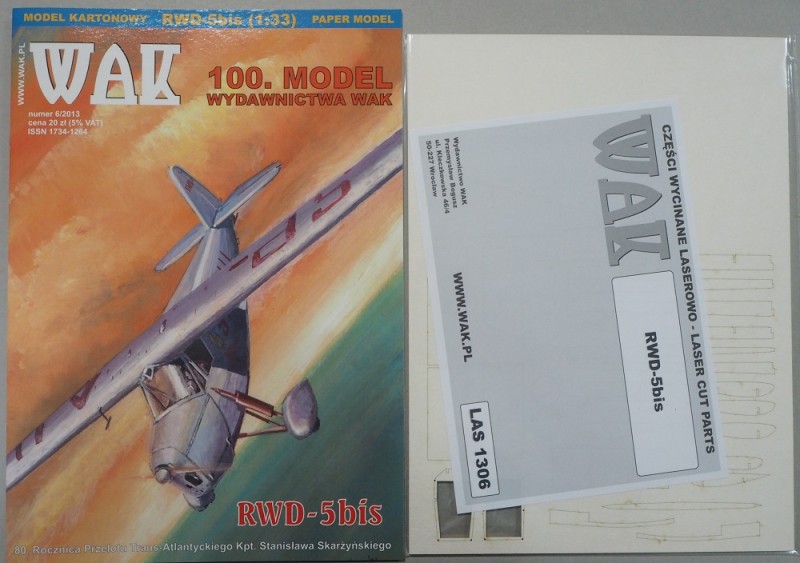 MODEL KARTONOWY RWD-5bis (1:33) PAPER MODEL
WWW.WAK.PL
WAK
numer 6/2013
cena 20 zł (5% VAT)
ISSN 1734-1264
100. MODEL
WYDAWNICTWA WAK
RWD-5bis
80. Rocznica Przelotu Trans-Atlantyckiego Kpt. Stanisława Skarżyńskiego
CZĘŚCI WYCINANE LASEROWO - LASER CUT PARTS
WAK
RWD-5bis
Wydawnictwo WAK
Przemysław Bogusz
ul. Kleczkowska 46/4
50-227 Wrocław
WWW.WAK.PL
LAS 1306